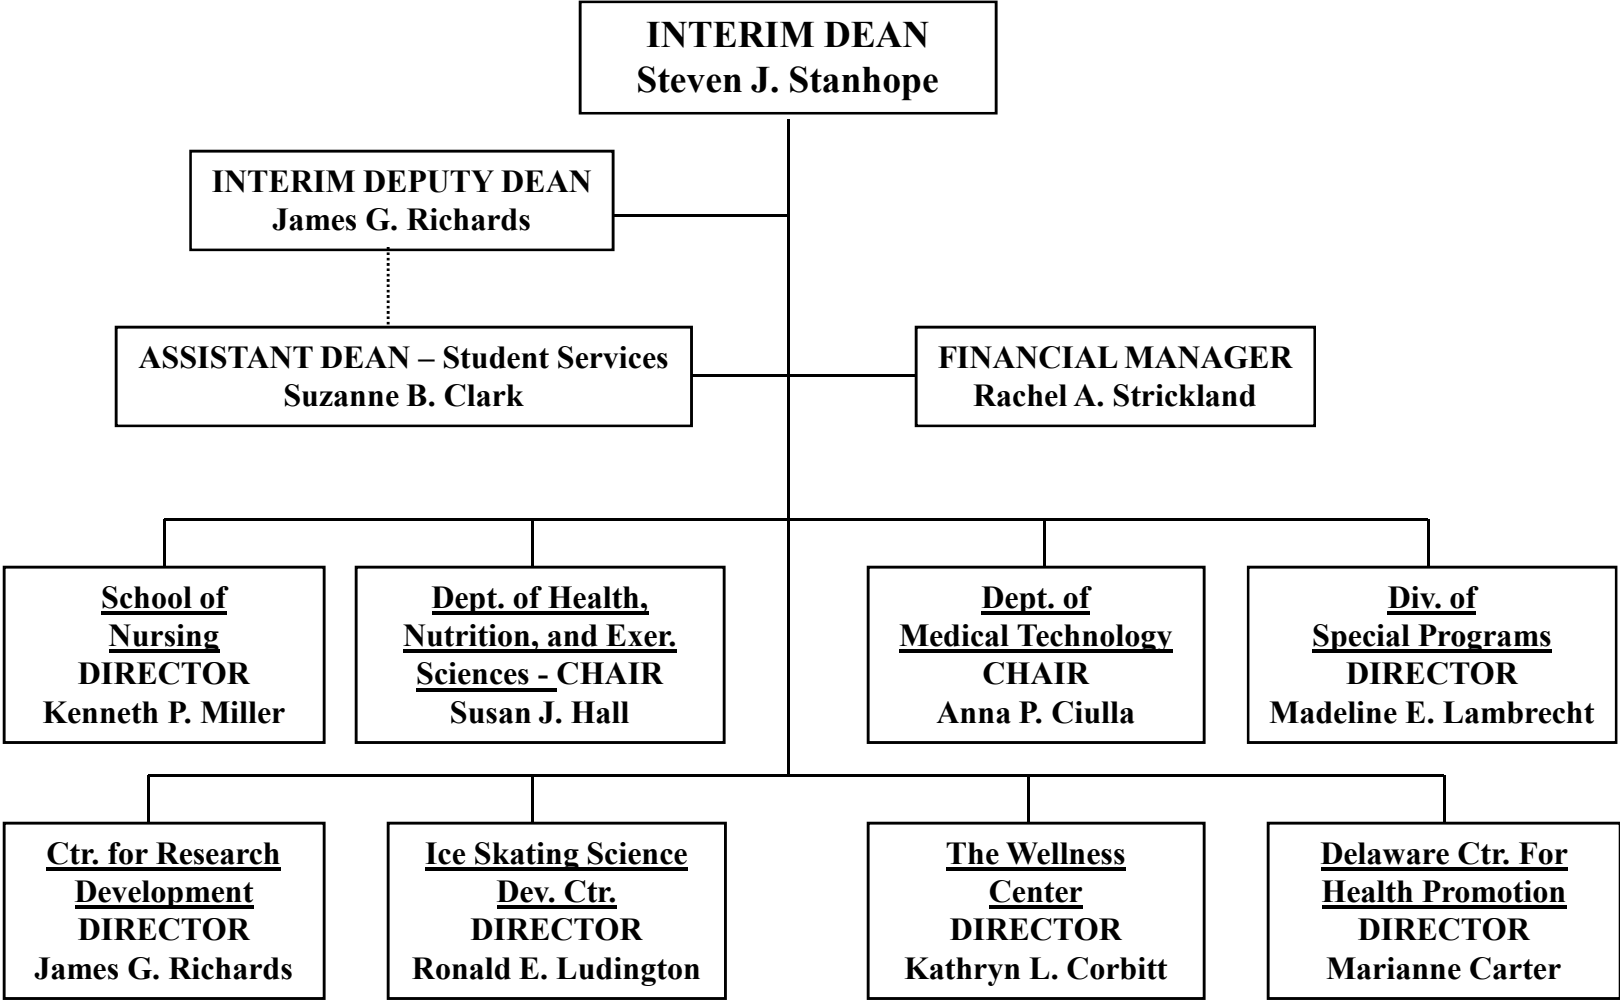 INTERIM DEAN
Steven J. Stanhope
INTERIM DEPUTY DEAN
James G. Richards
ASSISTANT DEAN – Student Services
Suzanne B. Clark
FINANCIAL MANAGER
Rachel A. Strickland
School of
Nursing
DIRECTOR
Kenneth P. Miller
Dept. of Health,
Nutrition, and Exer.
Sciences - CHAIR
Susan J. Hall
Dept. of
Medical Technology
CHAIR
Anna P. Ciulla
Div. of
Special Programs
DIRECTOR
Madeline E. Lambrecht
Ctr. for Research
Development
DIRECTOR
James G. Richards
Ice Skating Science
Dev. Ctr.
DIRECTOR
Ronald E. Ludington
The Wellness
Center
DIRECTOR
Kathryn L. Corbitt
Delaware Ctr. For
Health Promotion
DIRECTOR
Marianne Carter